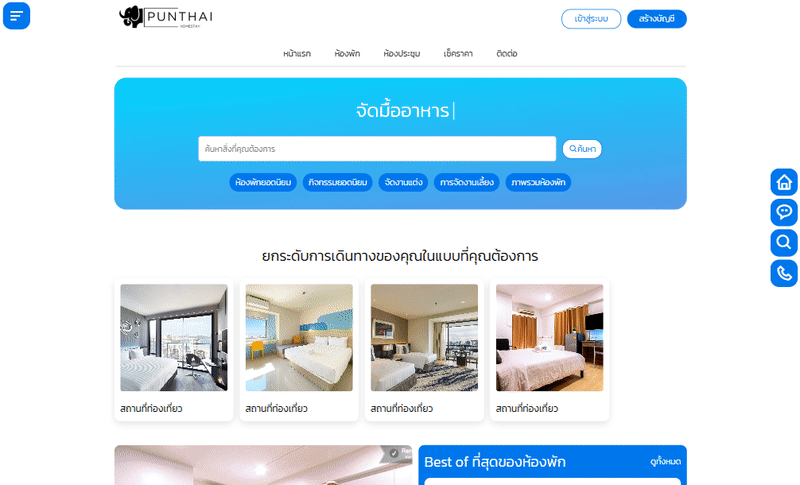 PUNTHAI
HOMESTAY
เข้าสู่ระบบ
สร้างบัญชี
หน้าแรก
ห้องพัก
ห้องประชุม
เช็คราคา
ติดต่อ
จัดมื้ออาหาร
ค้นหาสิ่งที่คุณต้องการ
ค้นหา
ห้องพักยอดนิยม
กิจกรรมยอดนิยม
จัดงานแต่ง
การจัดงานเลี้ยง
ภาพรวมห้องพัก
ยกระดับการเดินทางของคุณในแบบที่คุณต้องการ
สถานที่ท่องเที่ยว
สถานที่ท่องเที่ยว
สถานที่ท่องเที่ยว
สถานที่ท่องเที่ยว
Best of ที่สุดของห้องพัก
ดูทั้งหมด